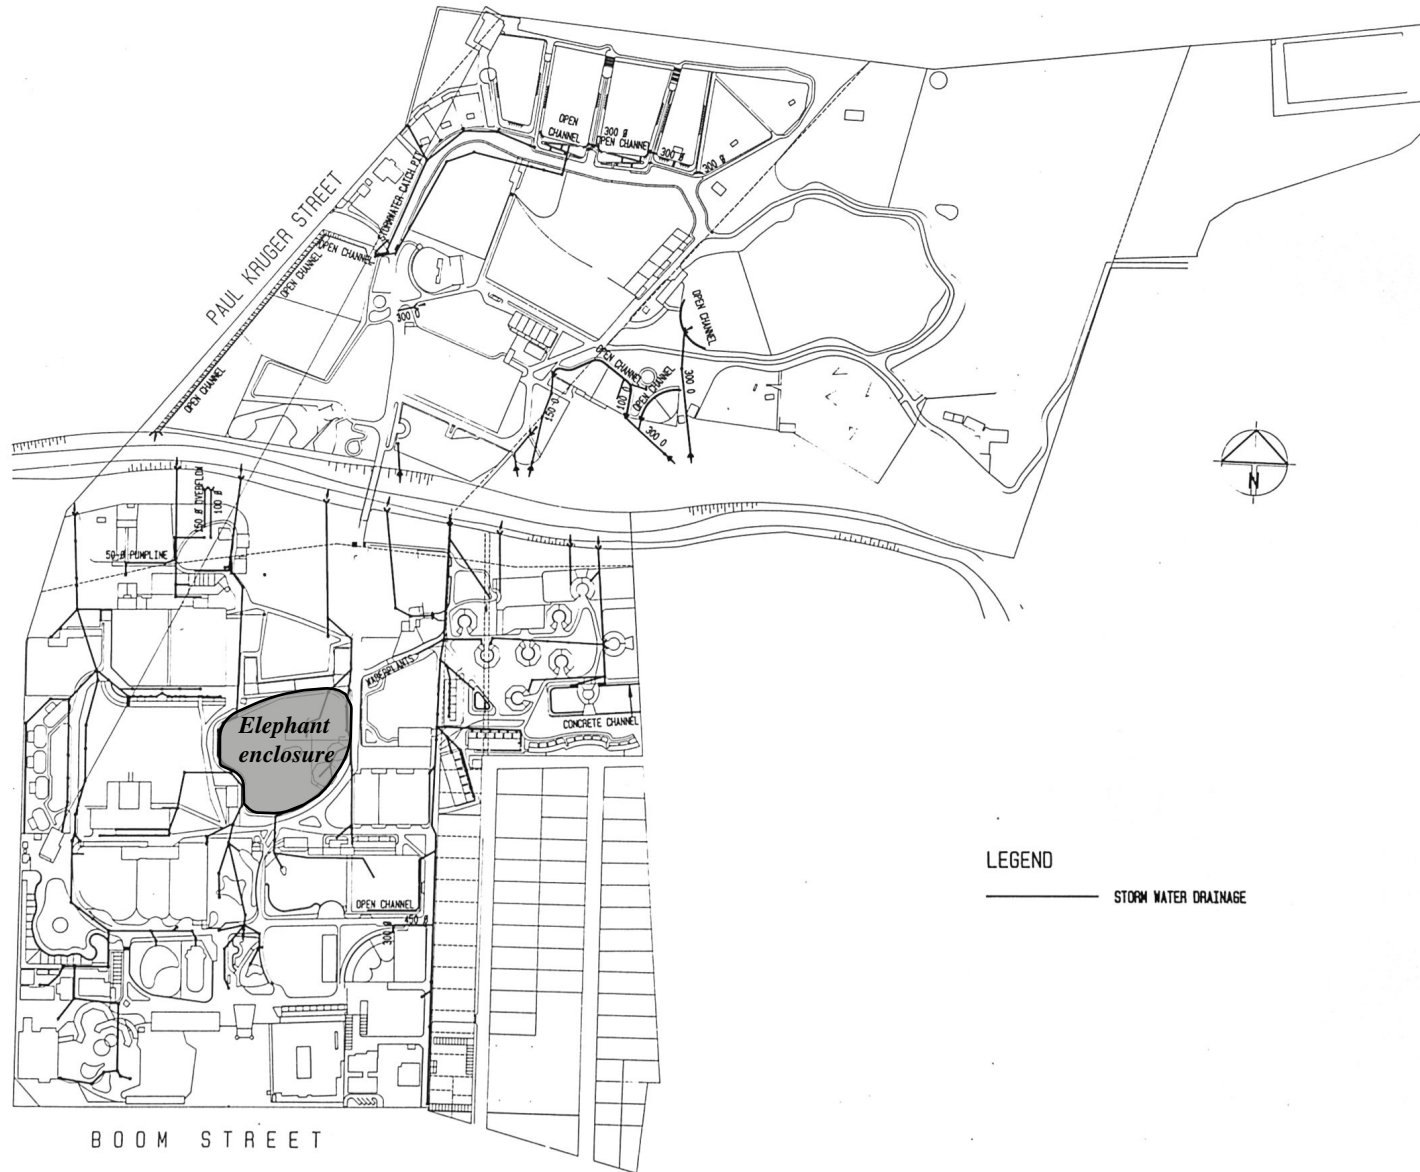 OPEN
CHANNEL
300 Ø
OPEN CHANNEL
300 Ø
300 Ø
STORMWATER CATCH PIT
PAUL KRUGER STREET
OPEN CHANNEL
OPEN CHANNEL
OPEN CHANNEL
300 Ø
OPEN CHANNEL
OPEN CHANNEL
300 Ø
100 Ø
OPEN CHANNEL
150 Ø
300 Ø
N
150 Ø OVERFLOW
100 Ø
50 Ø PUMPLINE
WATERPLANTS
Elephant
enclosure
CONCRETE CHANNEL
LEGEND
STORM WATER DRAINAGE
OPEN CHANNEL
450 Ø
300 Ø
BOOM STREET